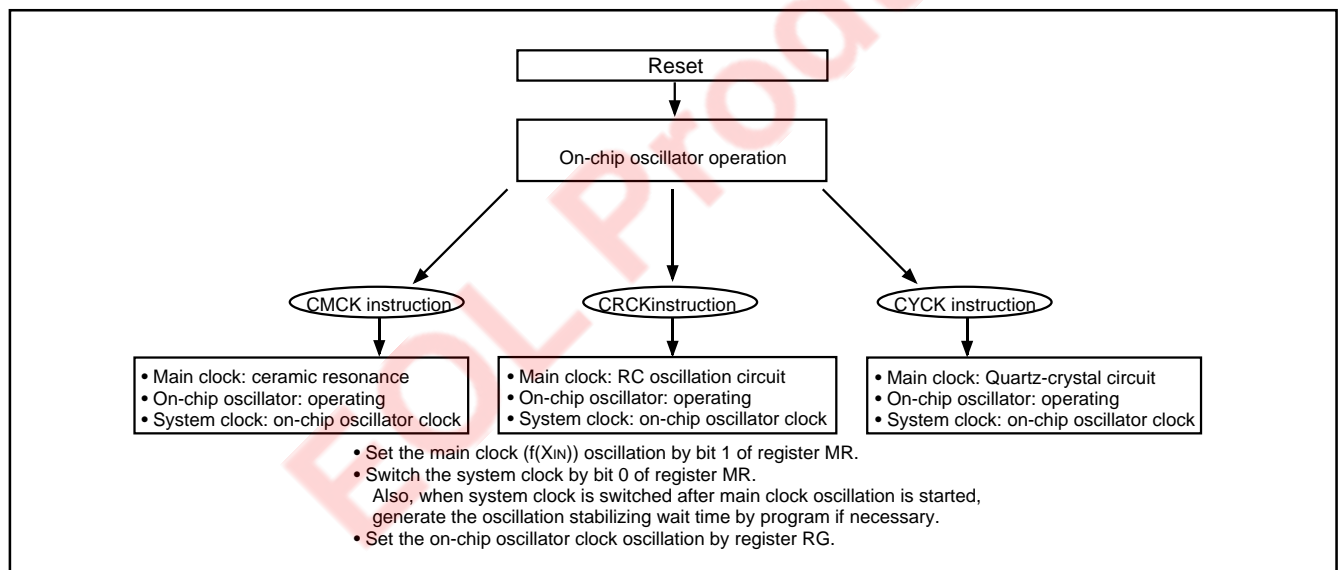 Reset
On-chip oscillator operation
CMCK instruction
CRCKinstruction
CYCK instruction
• Main clock: ceramic resonance
• On-chip oscillator: operating
• System clock: on-chip oscillator clock
• Main clock: RC oscillation circuit
• On-chip oscillator: operating
• System clock: on-chip oscillator clock
• Main clock: Quartz-crystal circuit
• On-chip oscillator: operating
• System clock: on-chip oscillator clock
• Set the main clock (f(XIN)) oscillation by bit 1 of register MR.
• Switch the system clock by bit 0 of register MR.
Also, when system clock is switched after main clock oscillation is started,
generate the oscillation stabilizing wait time by program if necessary.
• Set the on-chip oscillator clock oscillation by register RG.
EOL